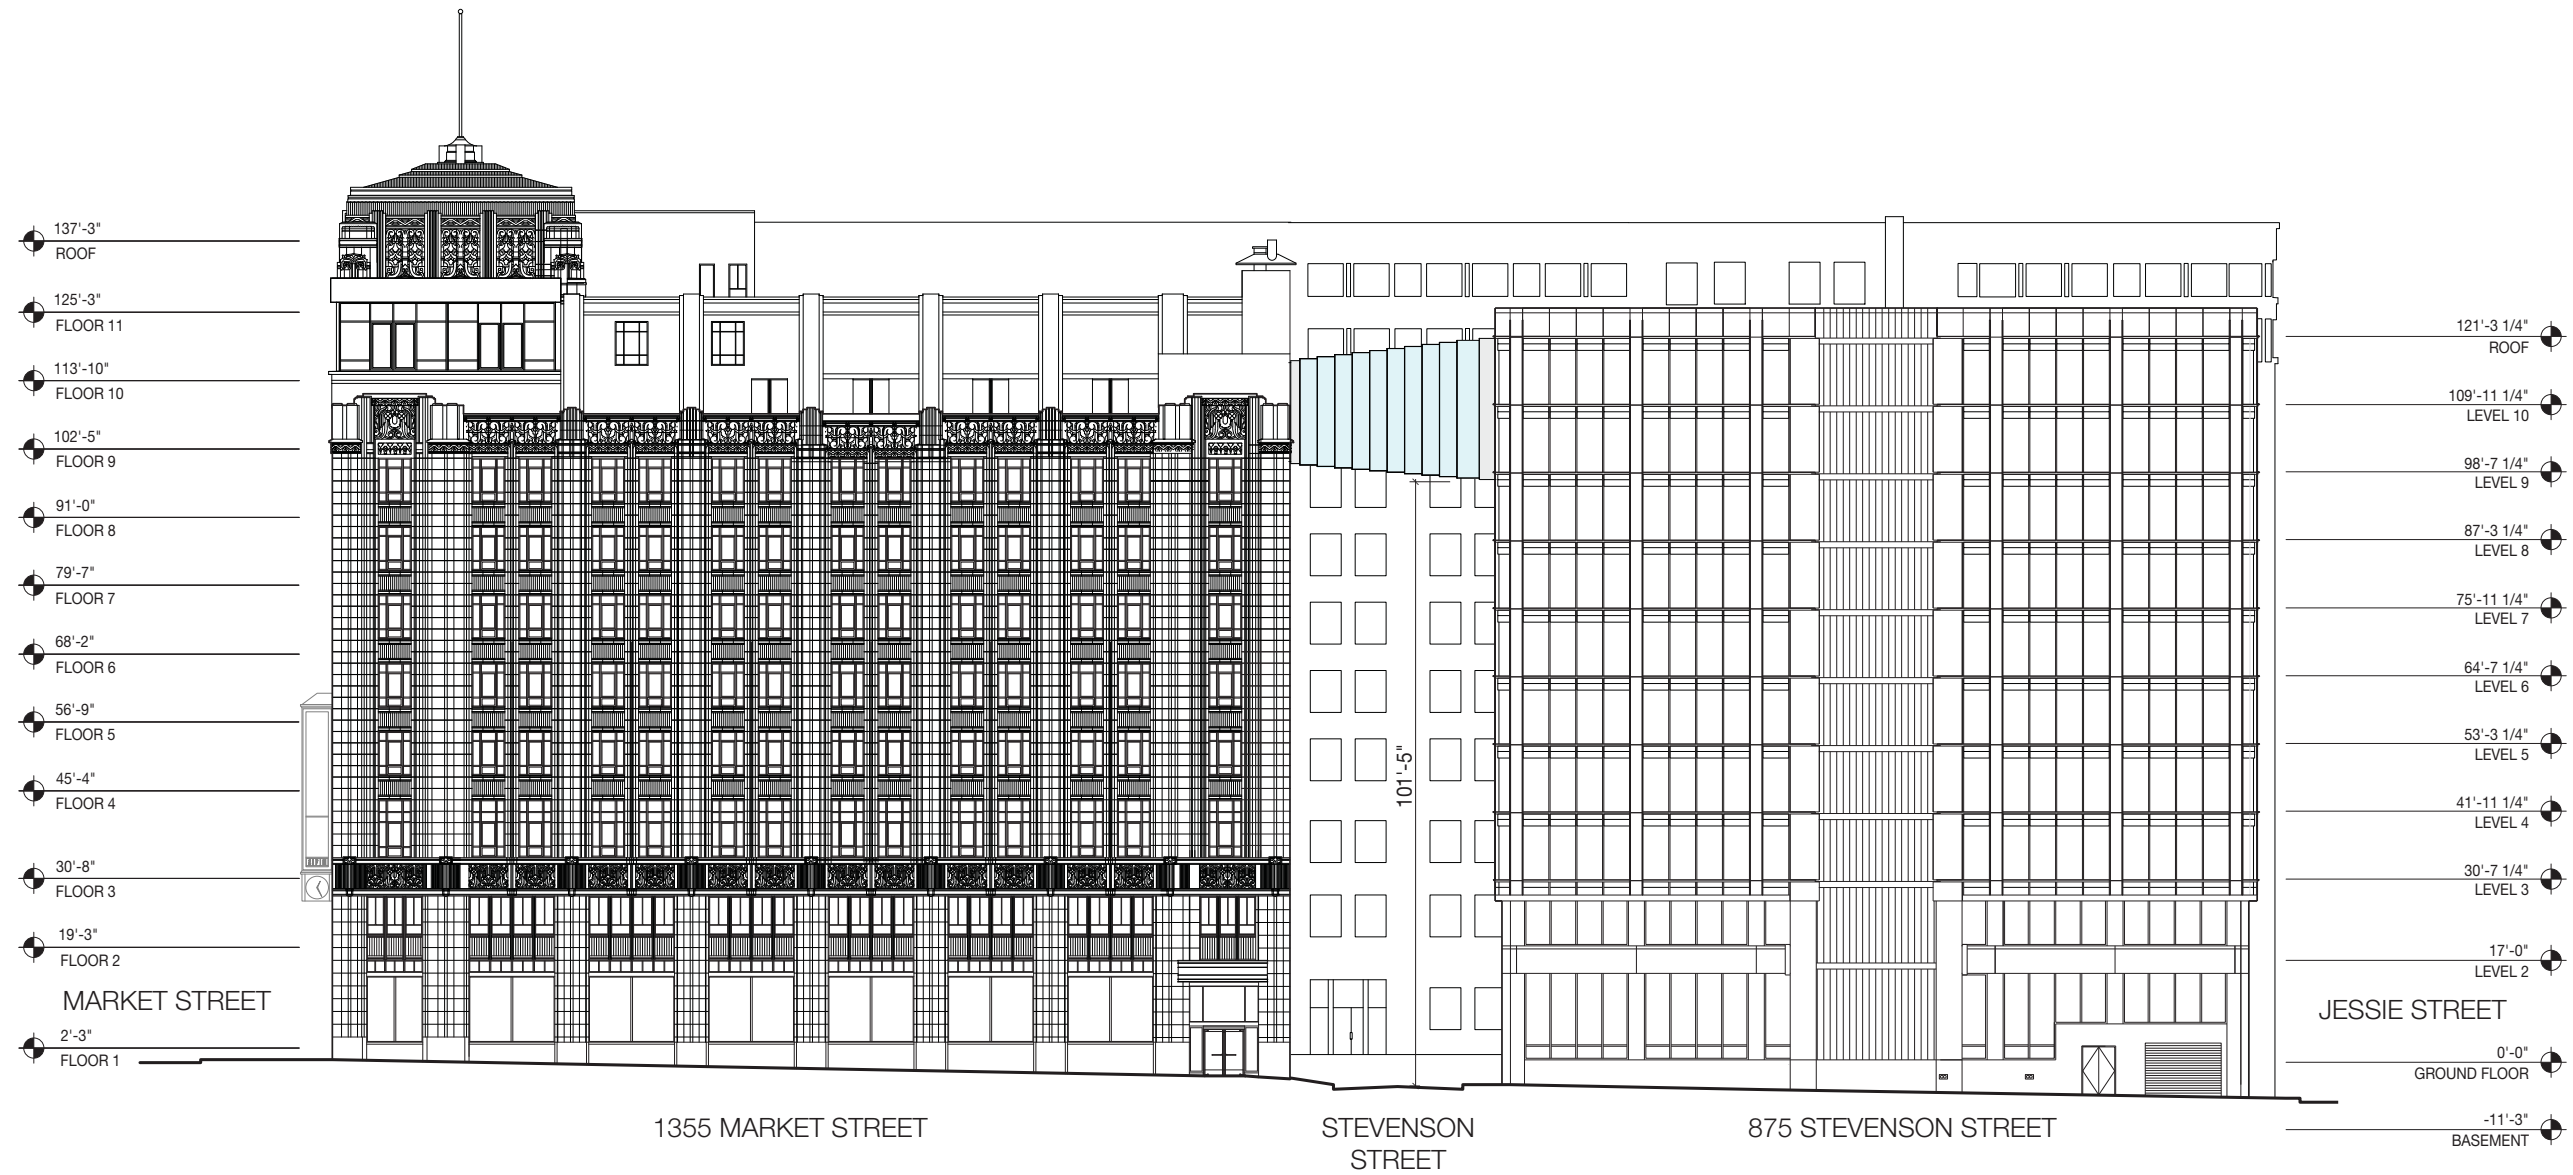 137'-3"
ROOF
125'-3"
FLOOR 11
113'-10"
FLOOR 10
102'-5"
FLOOR 9
91'-0"
FLOOR 8
79'-7"
FLOOR 7
68'-2"
FLOOR 6
56'-9"
FLOOR 5
45'-4"
FLOOR 4
30'-8"
FLOOR 3
19'-3"
FLOOR 2
MARKET STREET
2'-3"
FLOOR 1
101'-5"
121'-3 1/4"
ROOF
109'-11 1/4"
LEVEL 10
98'-7 1/4"
LEVEL 9
87'-3 1/4"
LEVEL 8
75'-11 1/4"
LEVEL 7
64'-7 1/4"
LEVEL 6
53'-3 1/4"
LEVEL 5
41'-11 1/4"
LEVEL 4
30'-7 1/4"
LEVEL 3
17'-0"
LEVEL 2
JESSIE STREET
0'-0"
GROUND FLOOR
-11'-3"
BASEMENT
1355 MARKET STREET
STEVENSON
STREET
875 STEVENSON STREET